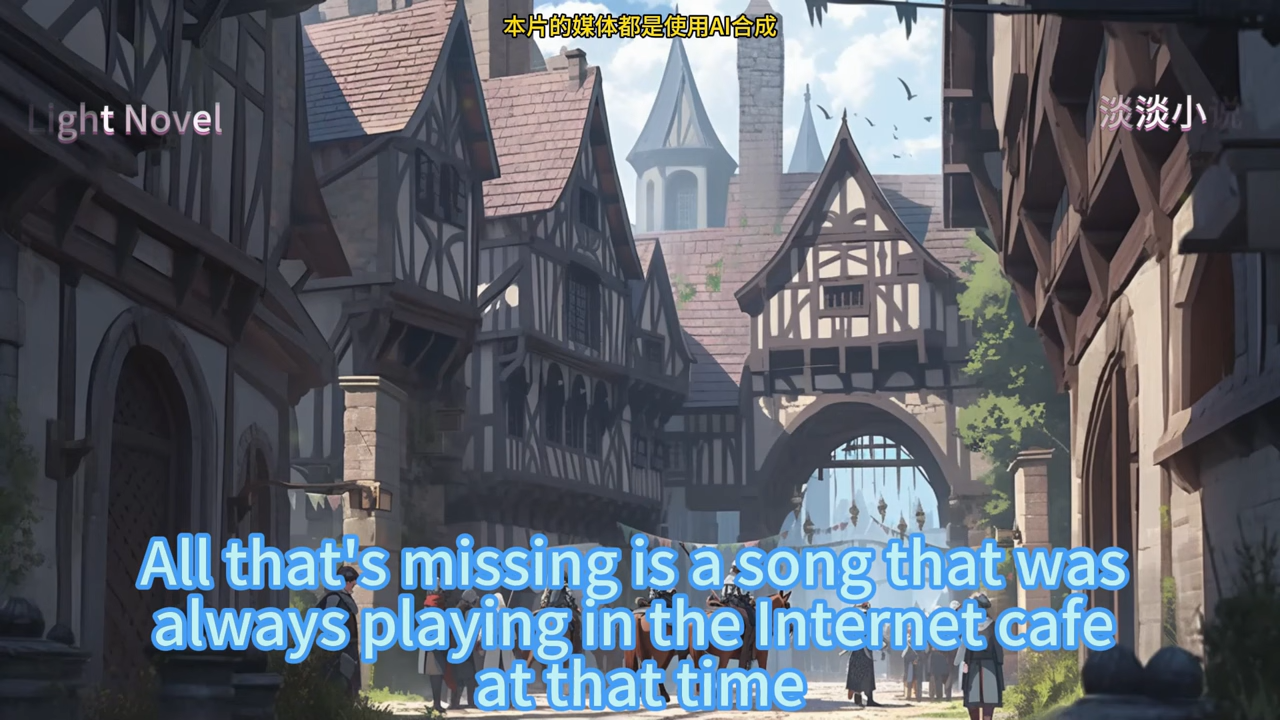 本片的媒体都是使用AI合成
Light Novel
淡淡小说
All that's missing is a song that was
always playing in the Internet cafe
at that time